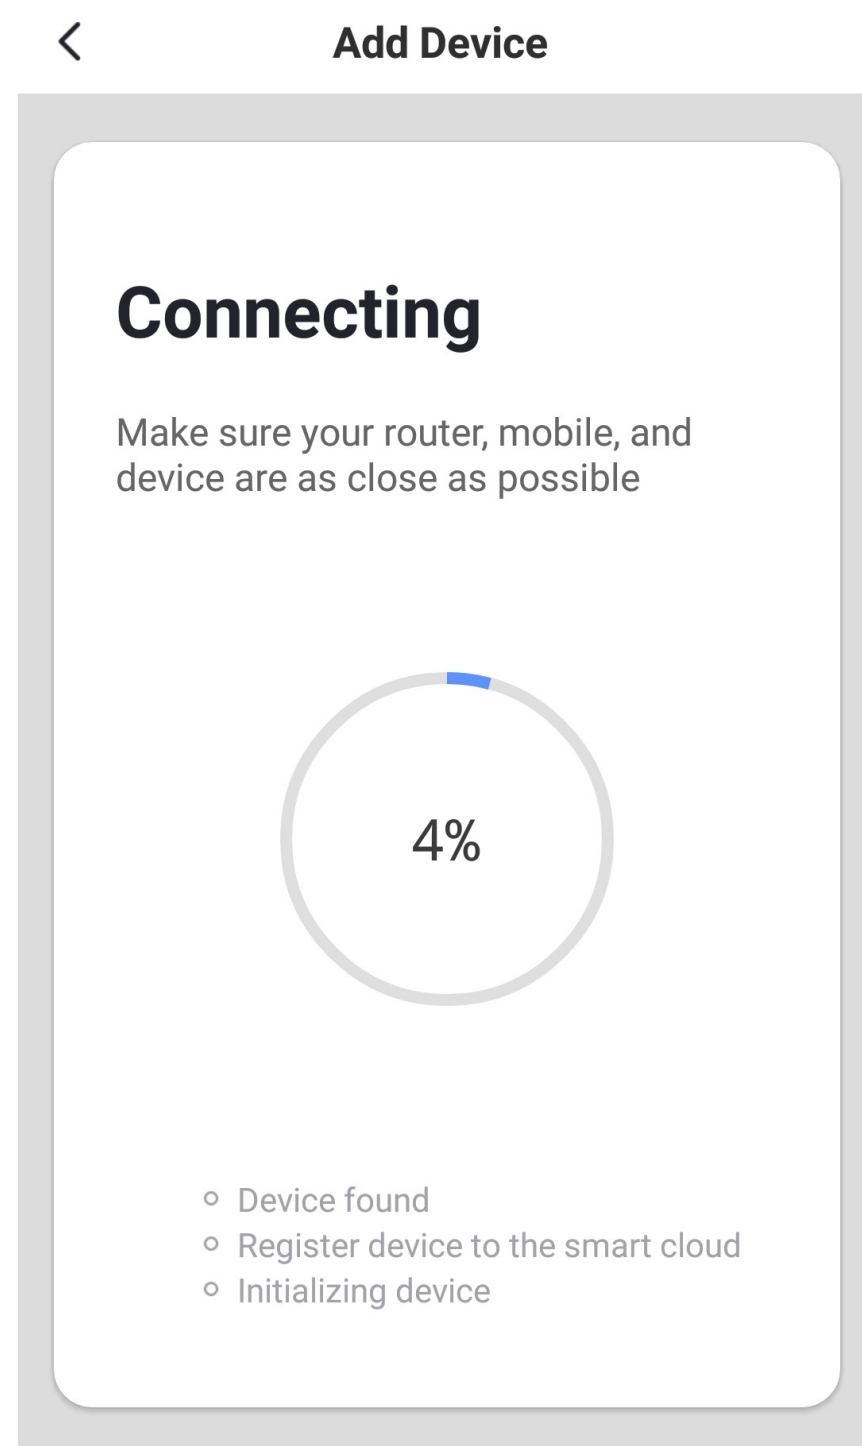 Add Device
Connecting
Make sure your router, mobile, and
device are as close as possible
4%
Device found
Register device to the smart cloud
Initializing device